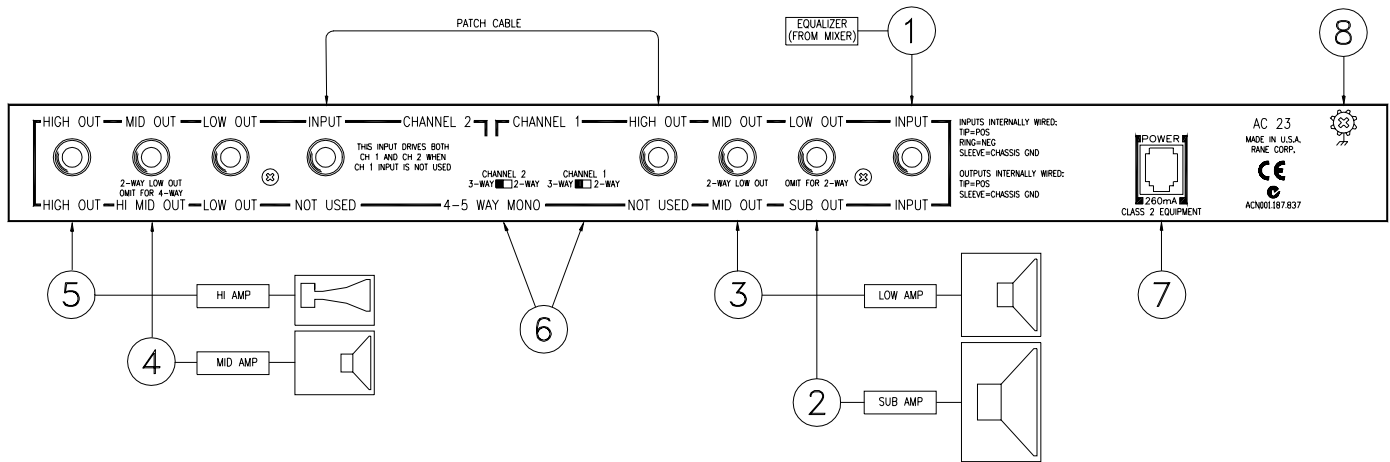 PATCH CABLE
EQUALIZER
(FROM MIXER)
1
8
HIGH OUT MID OUT LOW OUT INPUT CHANNEL 2 CHANNEL 1 HIGH OUT MID OUT LOW OUT INPUT
THIS INPUT DRIVES BOTH
CH 1 AND CH 2 WHEN
CH 1 INPUT IS NOT USED
CHANNEL 2
3-WAY 2-WAY
CHANNEL 1
3-WAY 2-WAY
2-WAY LOW OUT
OMIT FOR 4-WAY
2-WAY LOW OUT
OMIT FOR 2-WAY
HIGH OUT HI MID OUT LOW OUT NOT USED 4-5 WAY MONO NOT USED MID OUT SUB OUT INPUT
INPUTS INTERNALLY WIRED:
TIP=POS
RING=NEG
SLEEVE=CHASSIS GND
OUTPUTS INTERNALLY WIRED:
TIP=POS
SLEEVE=CHASSIS GND
POWER
260mA
CLASS 2 EQUIPMENT
AC 23
MADE IN U.S.A.
RANE CORP.
CE
ACN001.187.837
5
HI AMP
4
MID AMP
6
3
LOW AMP
2
SUB AMP
7